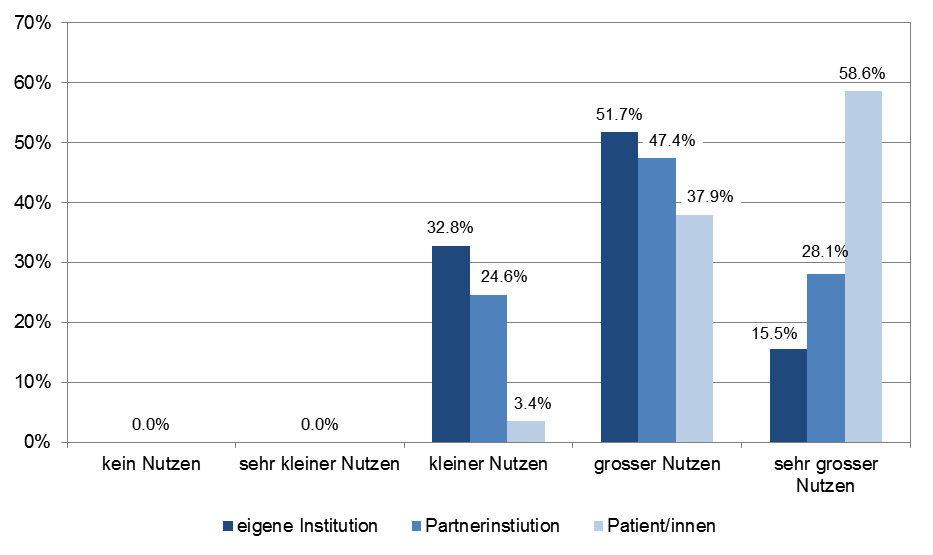 70%
60%
50%
40%
30%
20%
10%
0%
0.0%
0.0%
32.8%
24.6%
3.4%
51.7%
47.4%
37.9%
15.5%
28.1%
58.6%
kein Nutzen
sehr kleiner Nutzen
kleiner Nutzen
grosser Nutzen
sehr grosser
Nutzen
eigene Institution
Partnerinstiution
Patient/innen